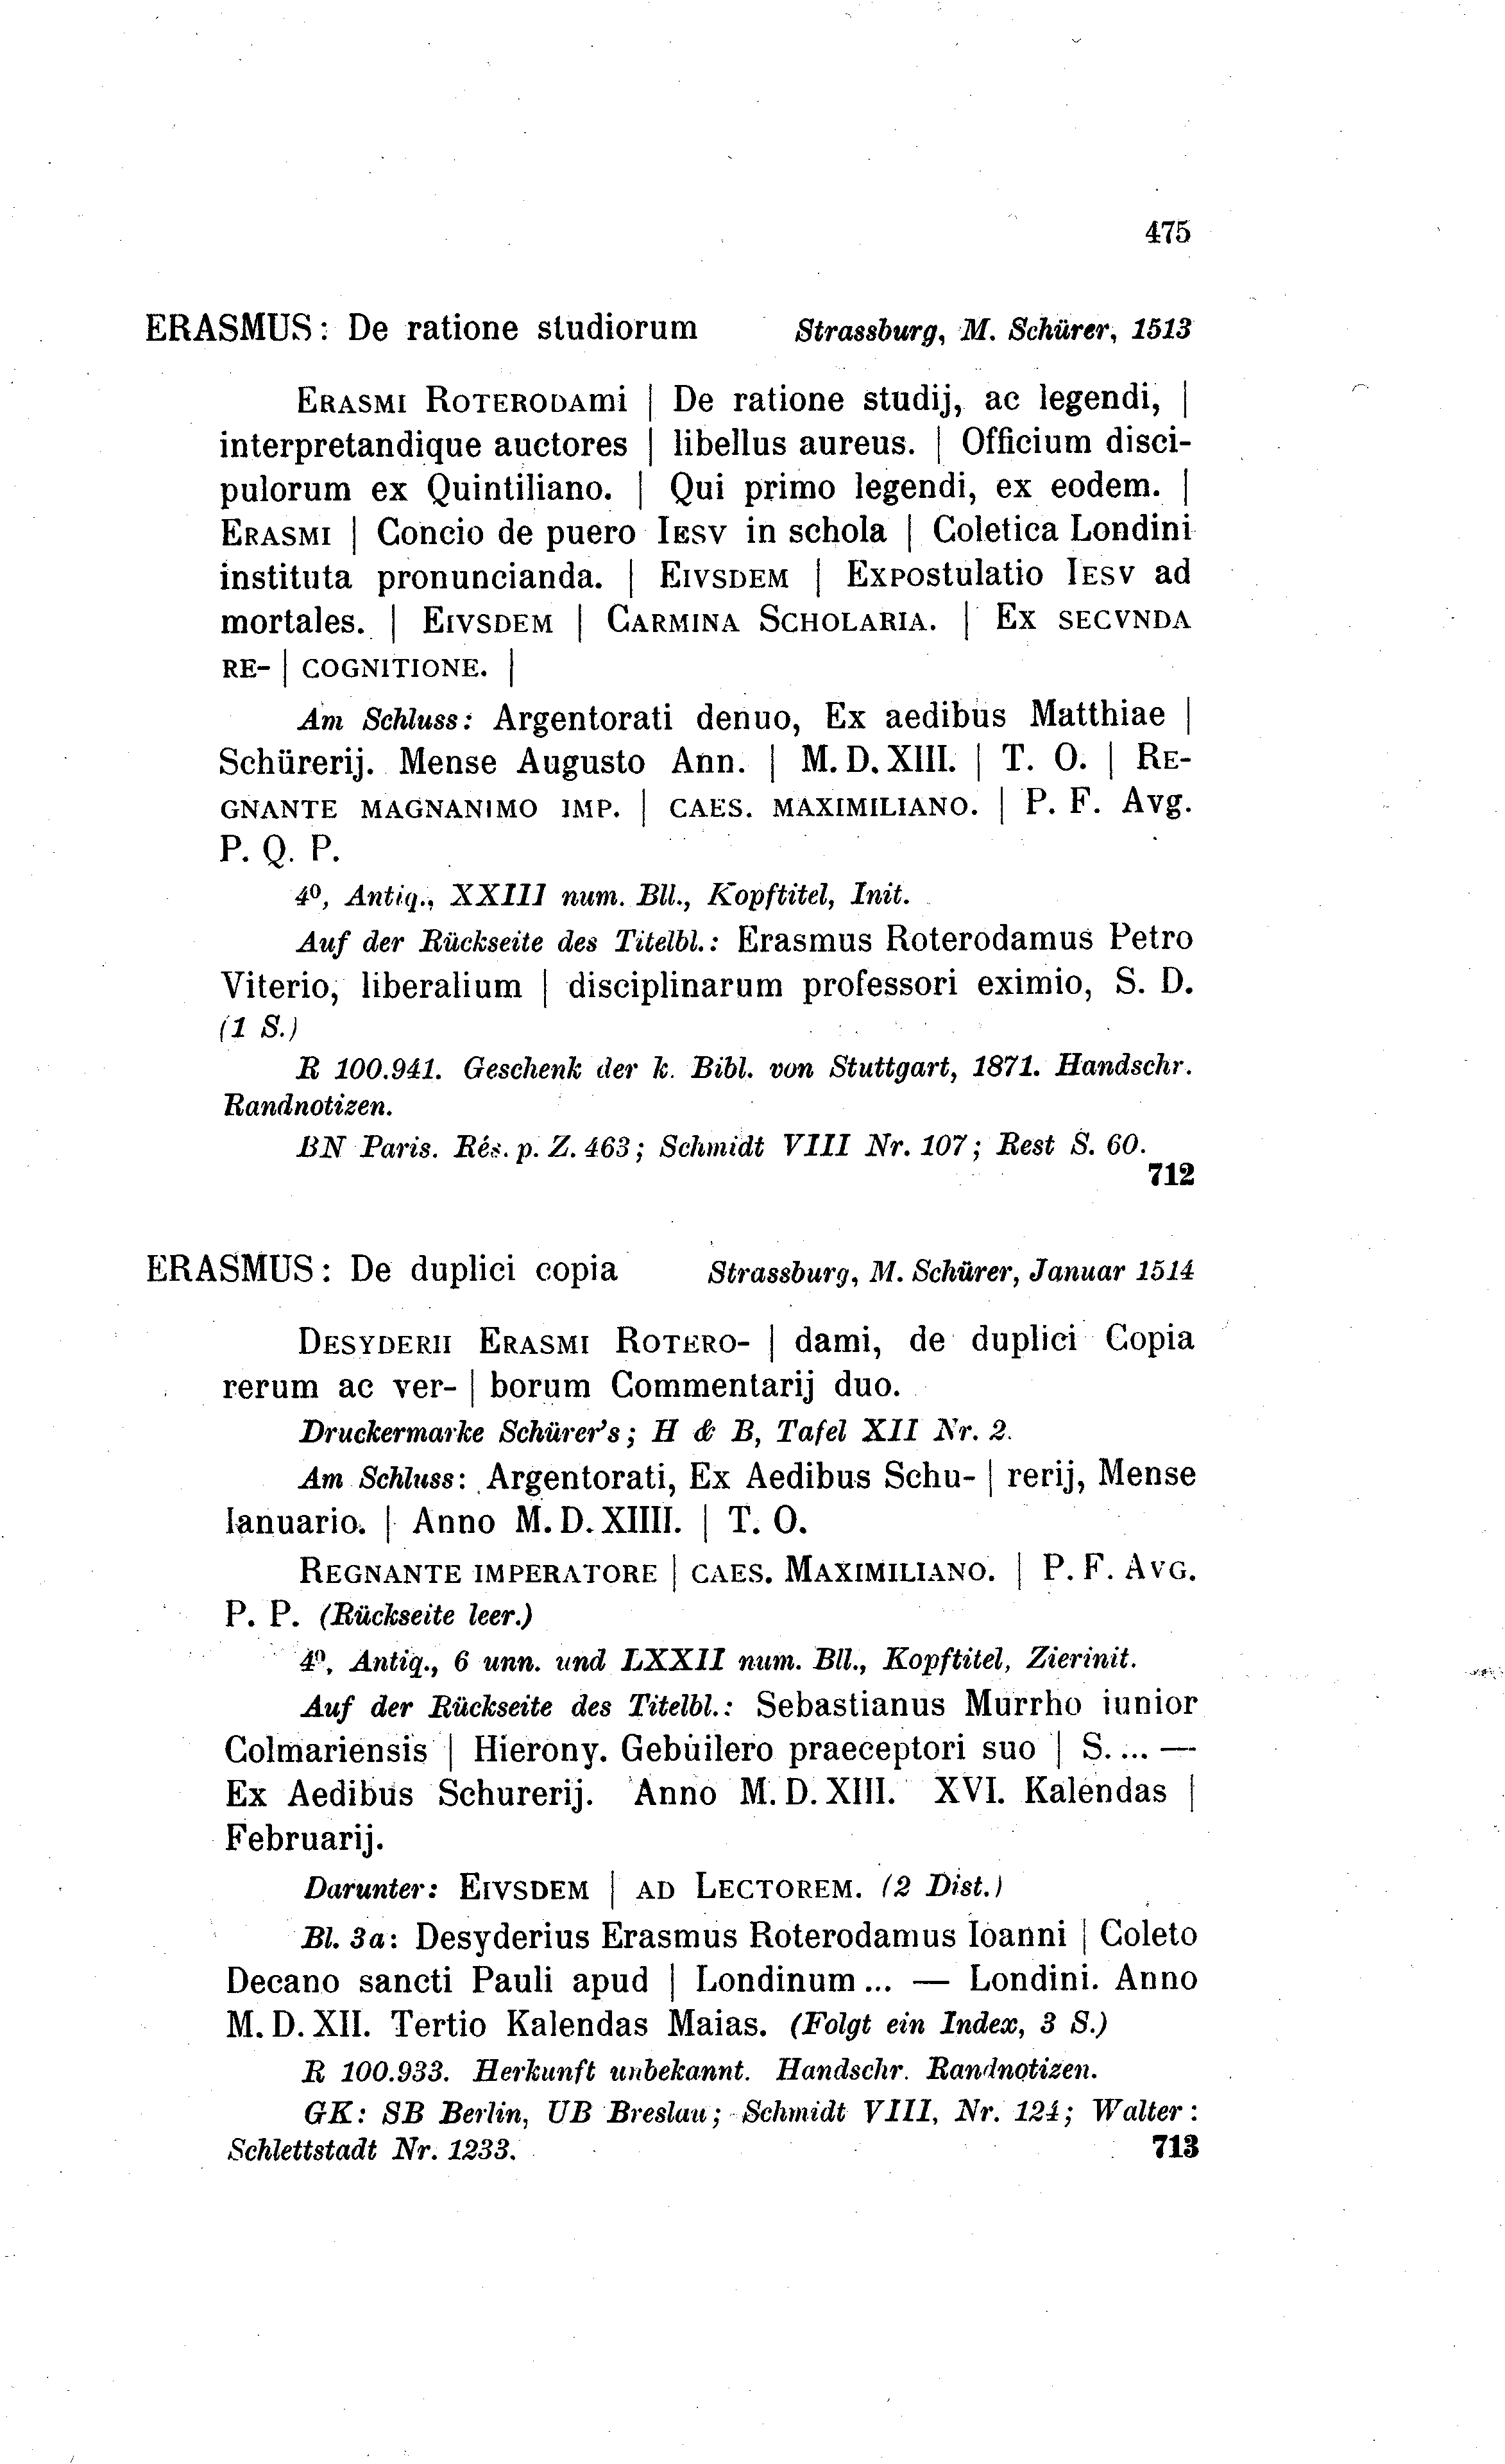 475
ERASMUS: De ratione studiorum Strassburg, M. Schürer, 1513
ERASMI ROTERODAmi | De ratione studij, ac legendi, |
interpretandique auctores | libellus aureus. | Officium disci-
pulorum ex Quintiliano. | Qui primo legendi, ex eodem. |
ERASMI | Concio de puero IESV in schola | Coletica Londini
instituta pronuncianda. | EIVSDEM | Expostulatio IESV ad
mortales. | EIVSDEM | CARMINA SCHOLARIA. | EX SECVNDA
RE- | COGNITIONE. |
Am Schluss: Argentorati denuo, Ex aedibus Matthiae |
Schürerij. Mense Augusto Ann. | M. D. XIII. | T. O. | RE-
GNANTE MAGNANIMO IMP. | CAES. MAXIMILIANO. | P. F. Avg.
P. Q. P.
4⁰, Antiq., XXIII num. Bll., Kopftitel, Init.
Auf der Rückseite des Titelbl.: Erasmus Roterodamus Petro
Viterio, liberalium | disciplinarum professori eximio, S. D.
(1 S.)
R 100.941. Geschenk der k. Bibl. von Stuttgart, 1871. Handschr.
Randnotizen.
BN Paris. Rés. p. Z. 463; Schmidt VIII Nr. 107; Rest S. 60.
712
ERASMUS: De duplici copia Strassburg, M. Schürer, Januar 1514
DESYDERII ERASMI ROTERO- | dami, de duplici Copia
rerum ac ver- | borum Commentarij duo.
Druckermarke Schürer's; H & B, Tafel XII Nr. 2.
Am Schluss: Argentorati, Ex Aedibus Schu- | rerij, Mense
Ianuario. | Anno M. D. XIIII. | T. O.
REGNANTE IMPERATORE | CAES. MAXIMILIANO. | P. F. AVG.
P. P. (Rückseite leer.)
4⁰, Antiq., 6 unn. und LXXII num. Bll., Kopftitel, Zierinit.
Auf der Rückseite des Titelbl.: Sebastianus Murrho iunior
Colmariensis | Hierony. Gebuilero praeceptori suo | S. ... —
Ex Aedibus Schurerij. Anno M. D. XIII. XVI. Kalendas |
Februarij.
Darunter: EIVSDEM | AD LECTOREM. (2 Dist.)
Bl. 3a: Desyderius Erasmus Roterodamus Ioanni | Coleto
Decano sancti Pauli apud | Londinum ... — Londini. Anno
M. D. XII. Tertio Kalendas Maias. (Folgt ein Index, 3 S.)
R 100.933. Herkunft unbekannt. Handschr. Randnotizen.
GK: SB Berlin, UB Breslau; Schmidt VIII, Nr. 124; Walter:
Schlettstadt Nr. 1233.
713